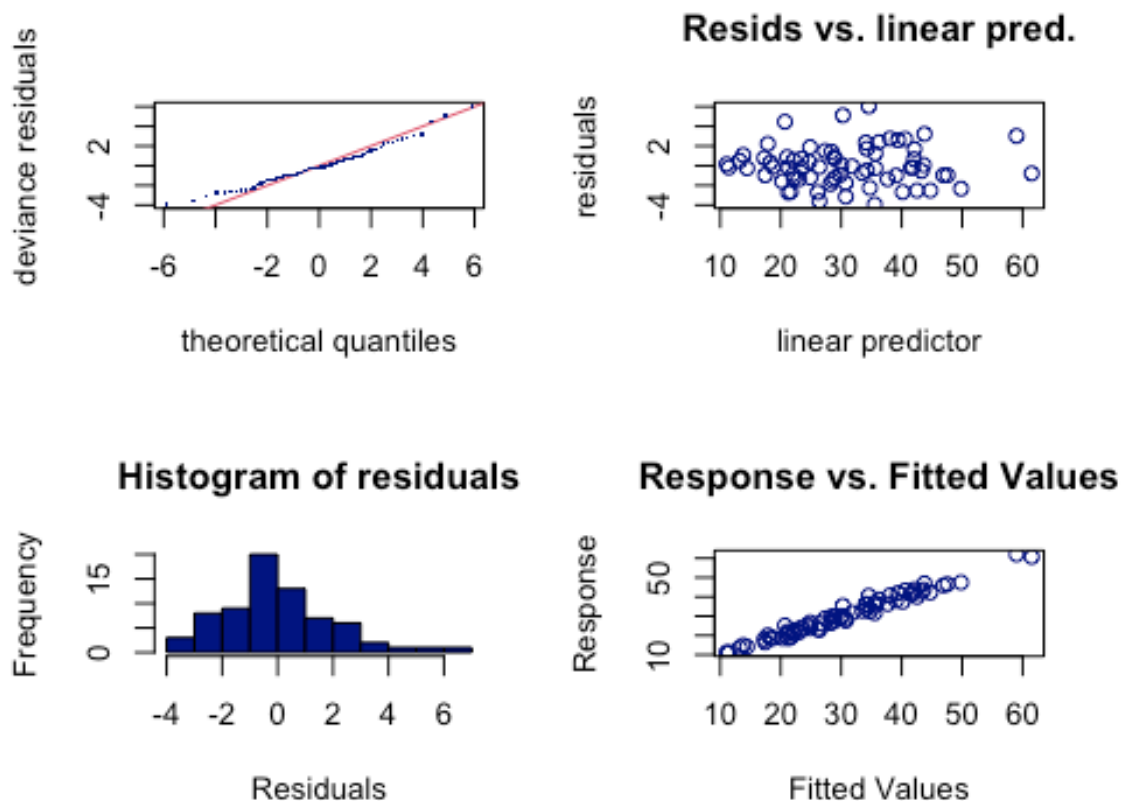 deviance residuals
2
-4
-6
-2
0
2
4
6
theoretical quantiles
Resids vs. linear pred.
residuals
2
-4
10
20
30
40
50
60
linear predictor
Histogram of residuals
Frequency
15
0
-4
-2
0
2
4
6
Residuals
Response vs. Fitted Values
Response
50
10
10
20
30
40
50
60
Fitted Values